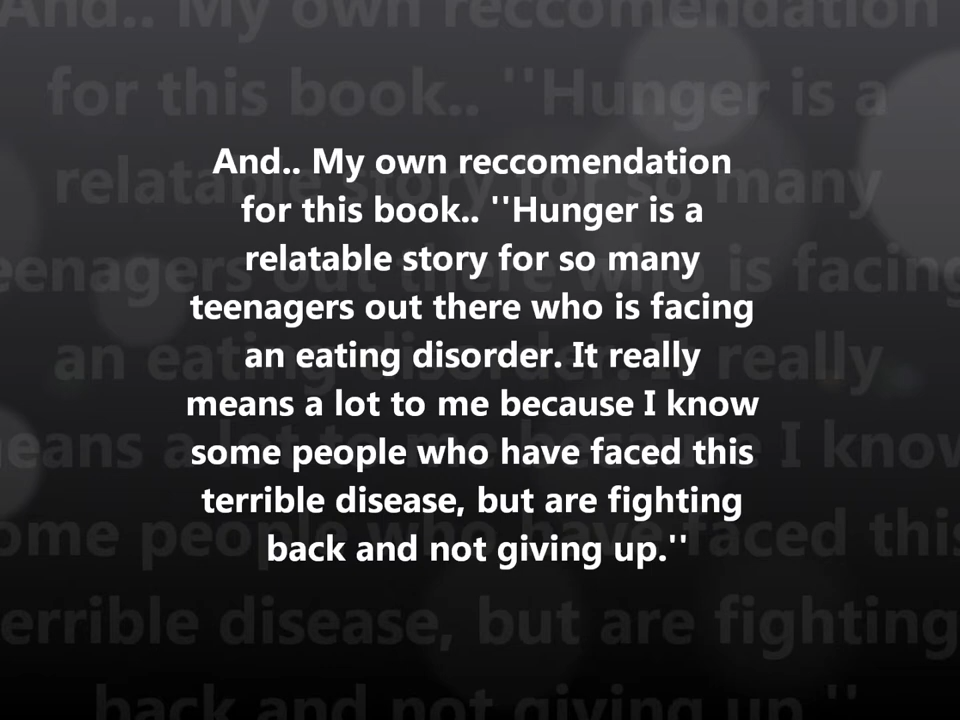 And.. My own reccomendation
for this book.. ''Hunger is a
relatable story for so many
teenagers out there who is facing
an eating disorder. It really
means a lot to me because I know
some people who have faced this
terrible disease, but are fighting
back and not giving up.''